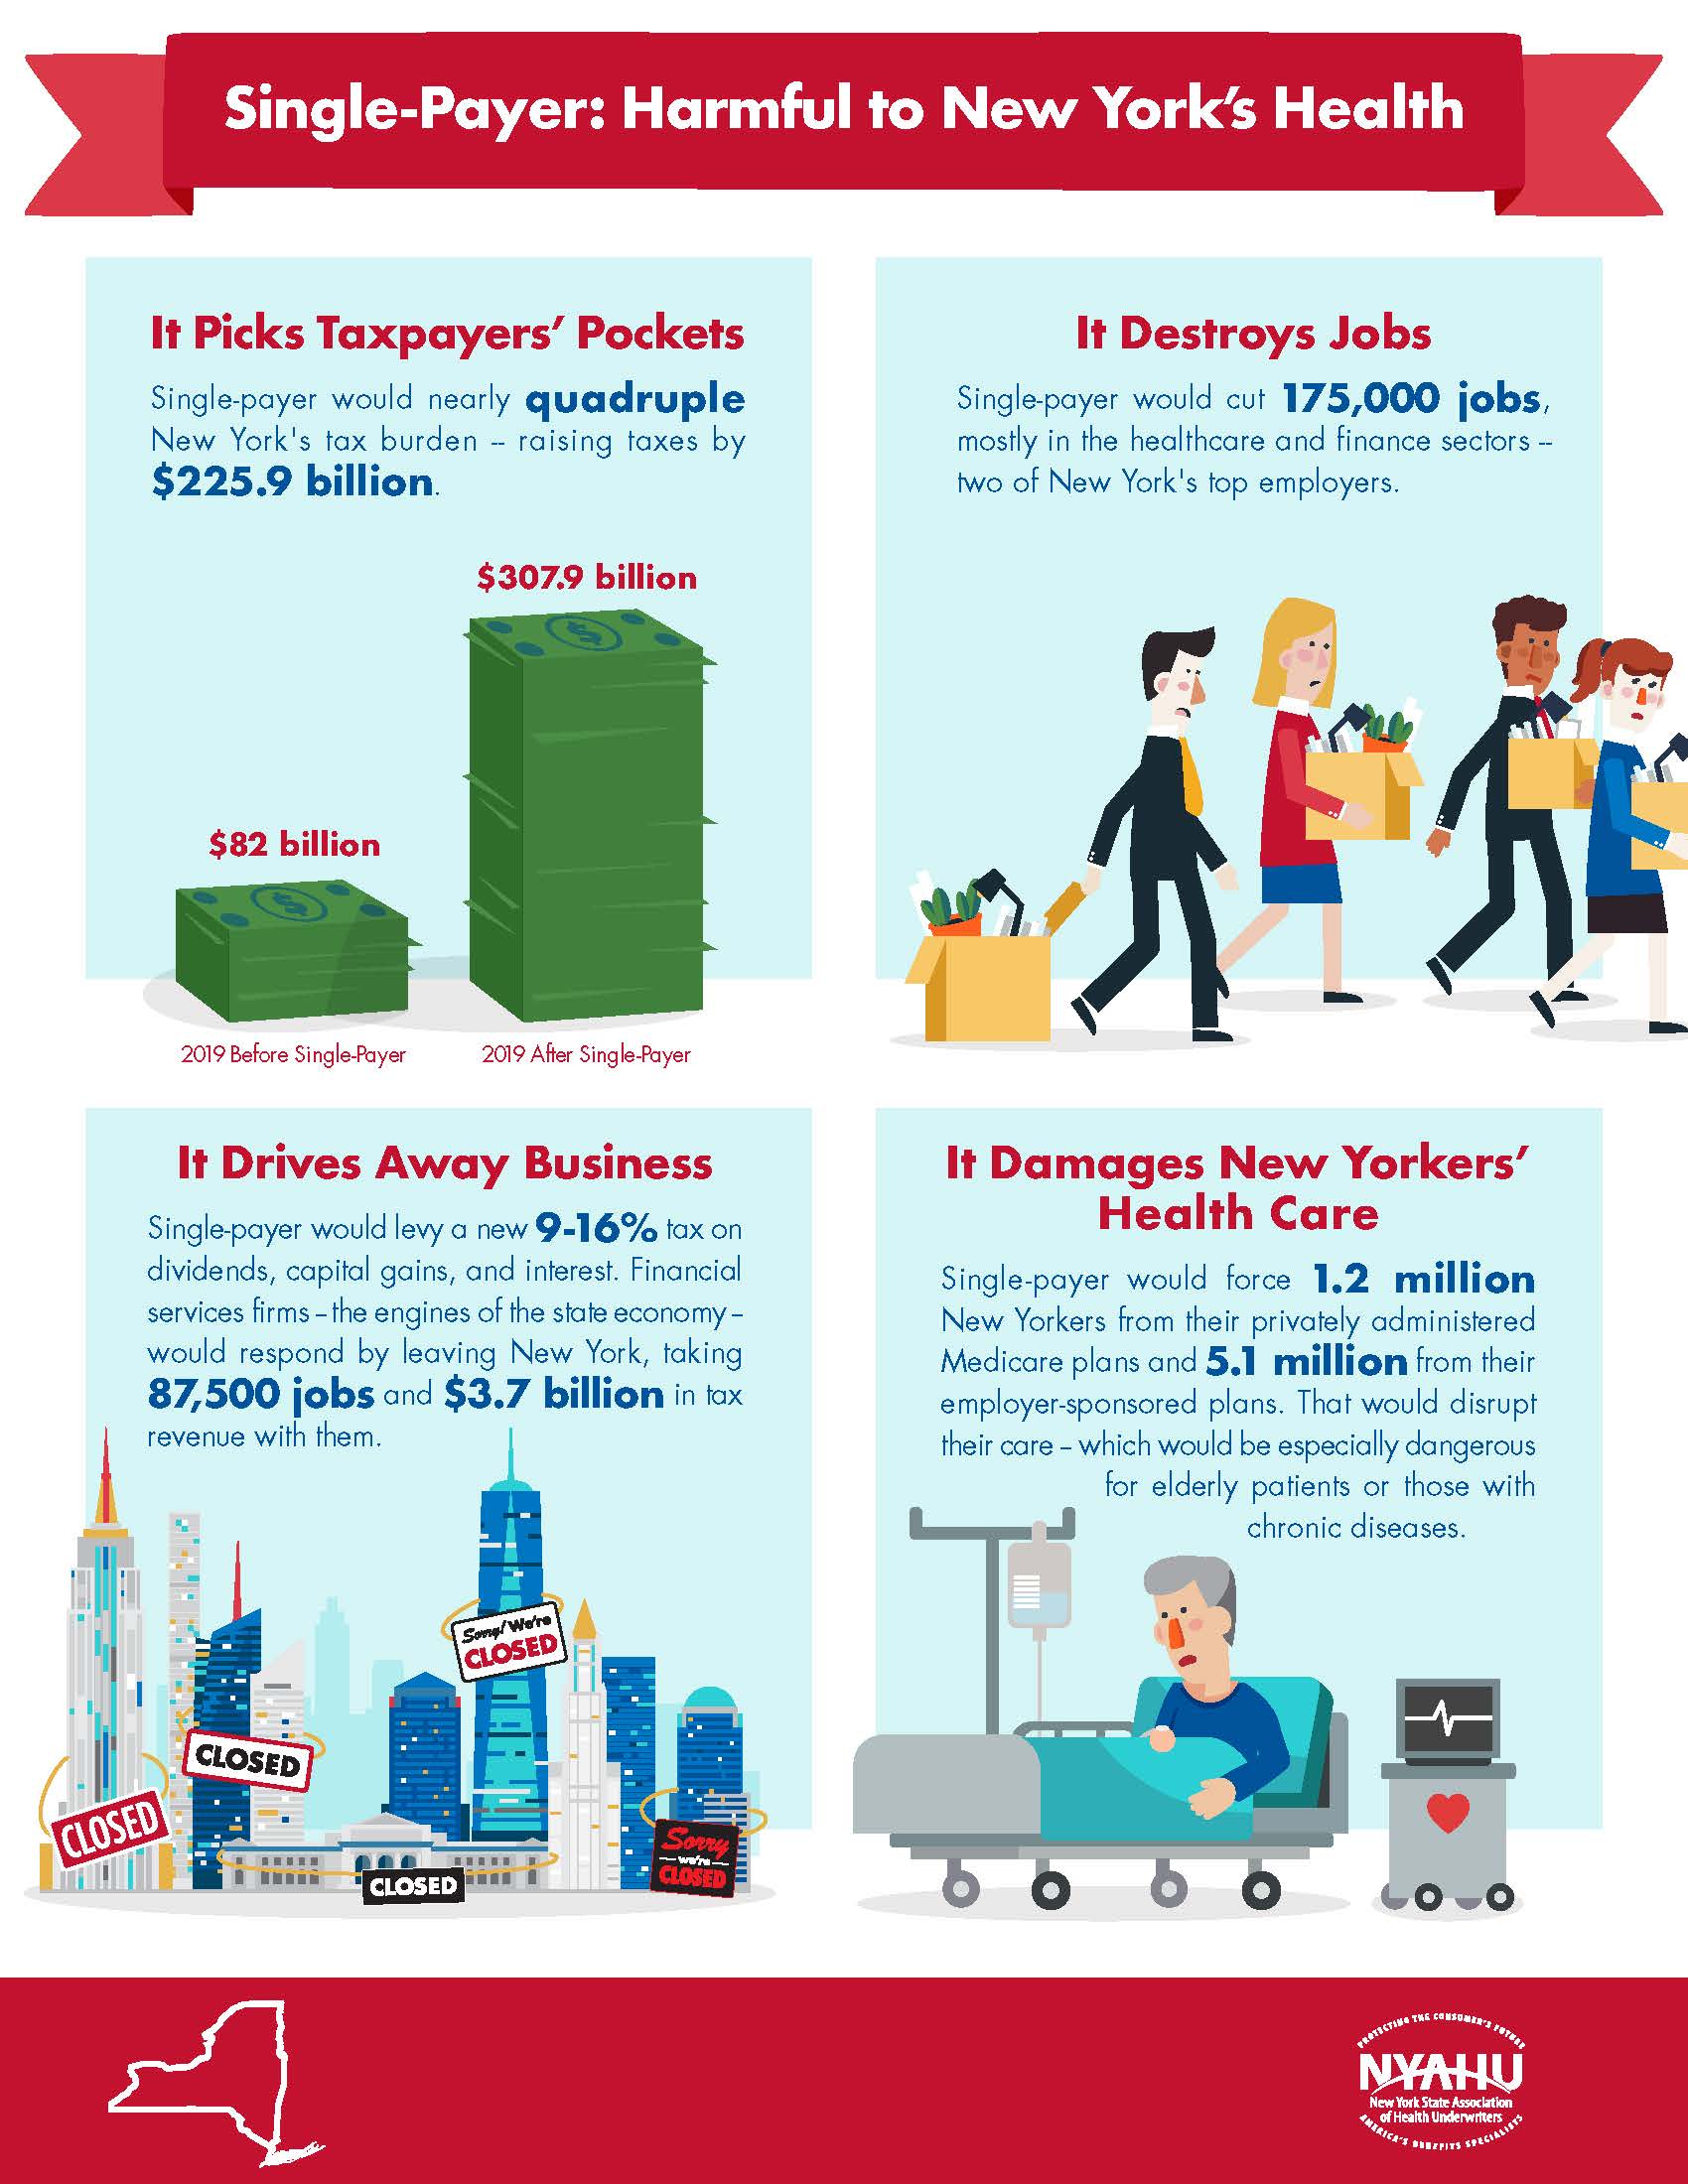 Single-Payer: Harmful to New York's Health
It Picks Taxpayers' Pockets
Single-payer would nearly quadruple
New York's tax burden -- raising taxes by
$225.9 billion.
$307.9 billion
$82 billion
2019 Before Single-Payer
2019 After Single-Payer
It Destroys Jobs
Single-payer would cut 175,000 jobs,
mostly in the healthcare and finance sectors --
two of New York's top employers.
It Drives Away Business
Single-payer would levy a new 9-16% tax on
dividends, capital gains, and interest. Financial
services firms – the engines of the state economy –
would respond by leaving New York, taking
87,500 jobs and $3.7 billion in tax
revenue with them.
Sorry! We're
CLOSED
CLOSED
CLOSED
CLOSED
Sorry
we're
CLOSED
It Damages New Yorkers'
Health Care
Single-payer would force 1.2 million
New Yorkers from their privately administered
Medicare plans and 5.1 million from their
employer-sponsored plans. That would disrupt
their care – which would be especially dangerous
for elderly patients or those with
chronic diseases.
PROTECTING THE CONSUMER'S FUTURE
NYAHU
New York State Association
of Health Underwriters
AMERICA'S BENEFITS SPECIALISTS